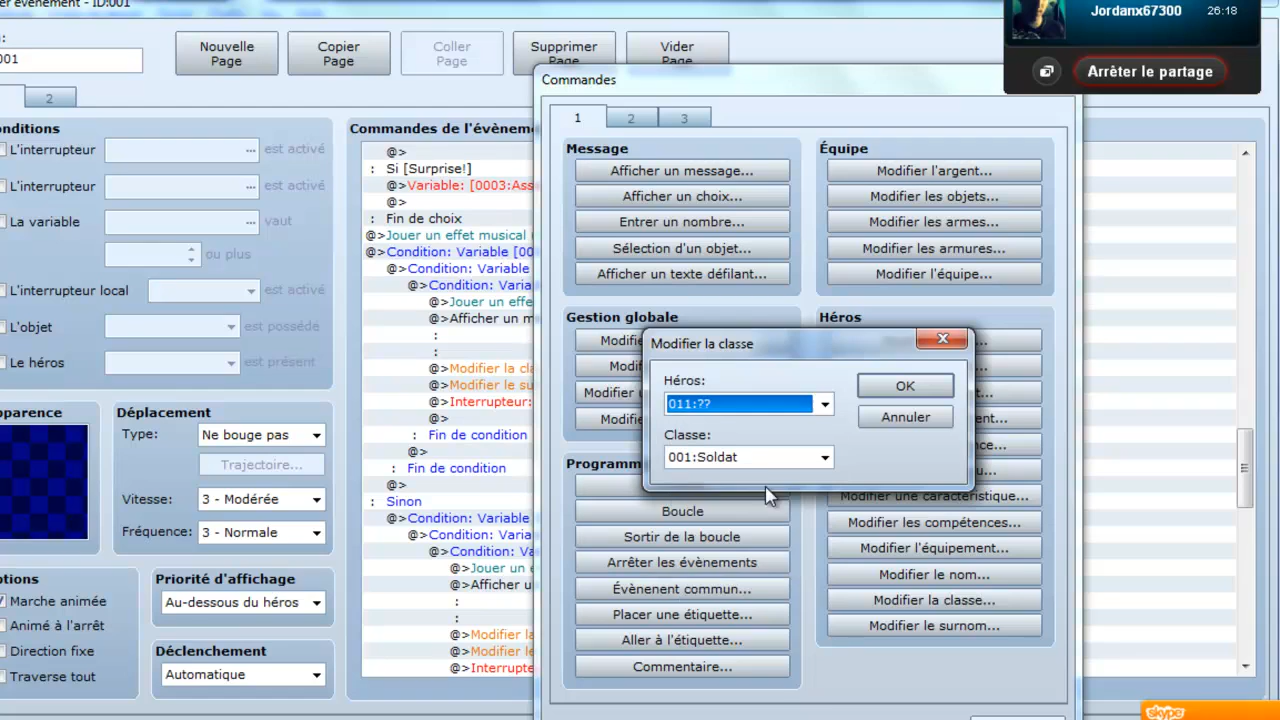 er évènement - ID:001
Jordanx67300
26:18
Arrêter le partage
001
Nouvelle Page
Copier Page
Coller Page
Supprimer Page
Vider Page
2
onditions
L'interrupteur ... est activé
L'interrupteur ... est activé
La variable ... vaut
ou plus
L'interrupteur local est activé
L'objet est possédé
Le héros est présent
pparence
Déplacement
Type: Ne bouge pas
Trajectoire...
Vitesse: 3 - Modérée
Fréquence: 3 - Normale
ptions
Marche animée
Animé à l'arrêt
Direction fixe
Traverse tout
Priorité d'affichage
Au-dessous du héros
Déclenchement
Automatique
Commandes de l'évènem
@>
: Si [Surprise!]
@>Variable: [0003:Ass
@>
: Fin de choix
@>Jouer un effet musical
@>Condition: Variable [00
@>Condition: Variable
@>Condition: Varia
@>Jouer un effe
@>Afficher un m
:
:
@>Modifier la cl
@>Modifier le su
@>Interrupteur:
@>
: Fin de condition
@>
: Fin de condition
@>
: Sinon
@>Condition: Variable
@>Condition: Varia
@>Condition: Va
@>Jouer un e
@>Afficher u
:
:
@>Modifier la
@>Modifier le
@>Interrupte
Commandes
1 2 3
Message
Afficher un message...
Afficher un choix...
Entrer un nombre...
Sélection d'un objet...
Afficher un texte défilant...
Équipe
Modifier l'argent...
Modifier les objets...
Modifier les armes...
Modifier les armures...
Modifier l'équipe...
Gestion globale
Modifie
Modi
Modifier u
Modifie
Héros
Modifier la classe
Héros:
011:??
Classe:
001:Soldat
OK
Annuler
Programm
Boucle
Sortir de la boucle
Arrêter les évènements
Évènenent commun...
Placer une étiquette...
Aller à l'étiquette...
Commentaire...
...
...
ent...
ce...
u...
Modifier une caractéristique...
Modifier les compétences...
Modifier l'équipement...
Modifier le nom...
Modifier la classe...
Modifier le surnom...
skype